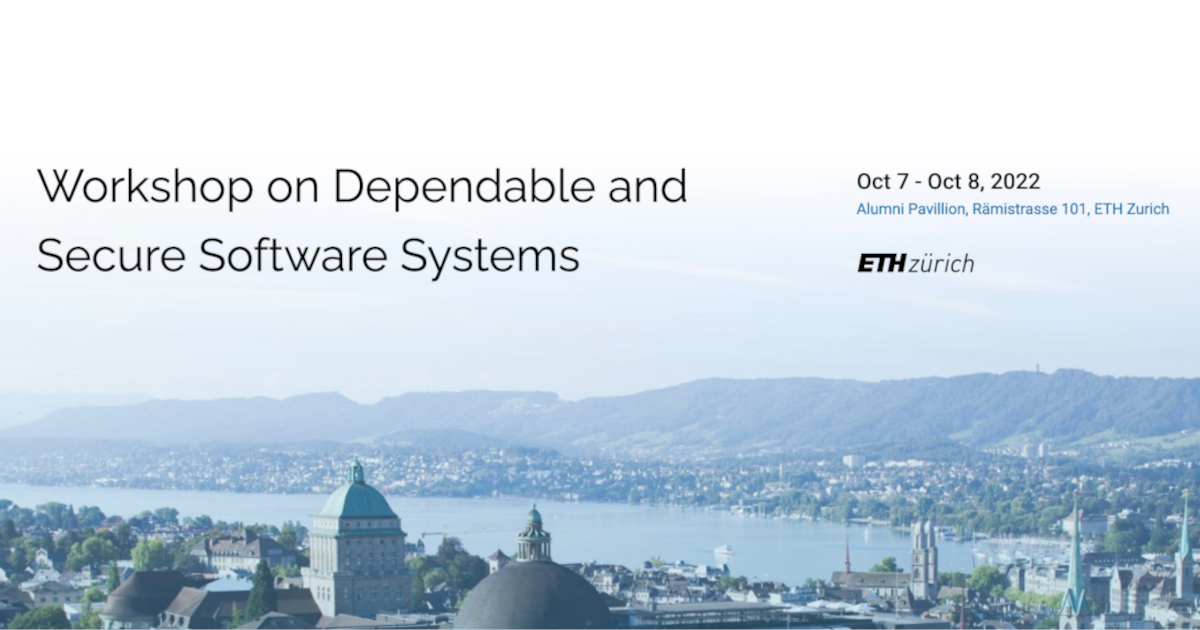 Workshop on Dependable and
Secure Software Systems
Oct 7 - Oct 8, 2022
Alumni Pavillion, Rämistrasse 101, ETH Zurich
ETH zürich